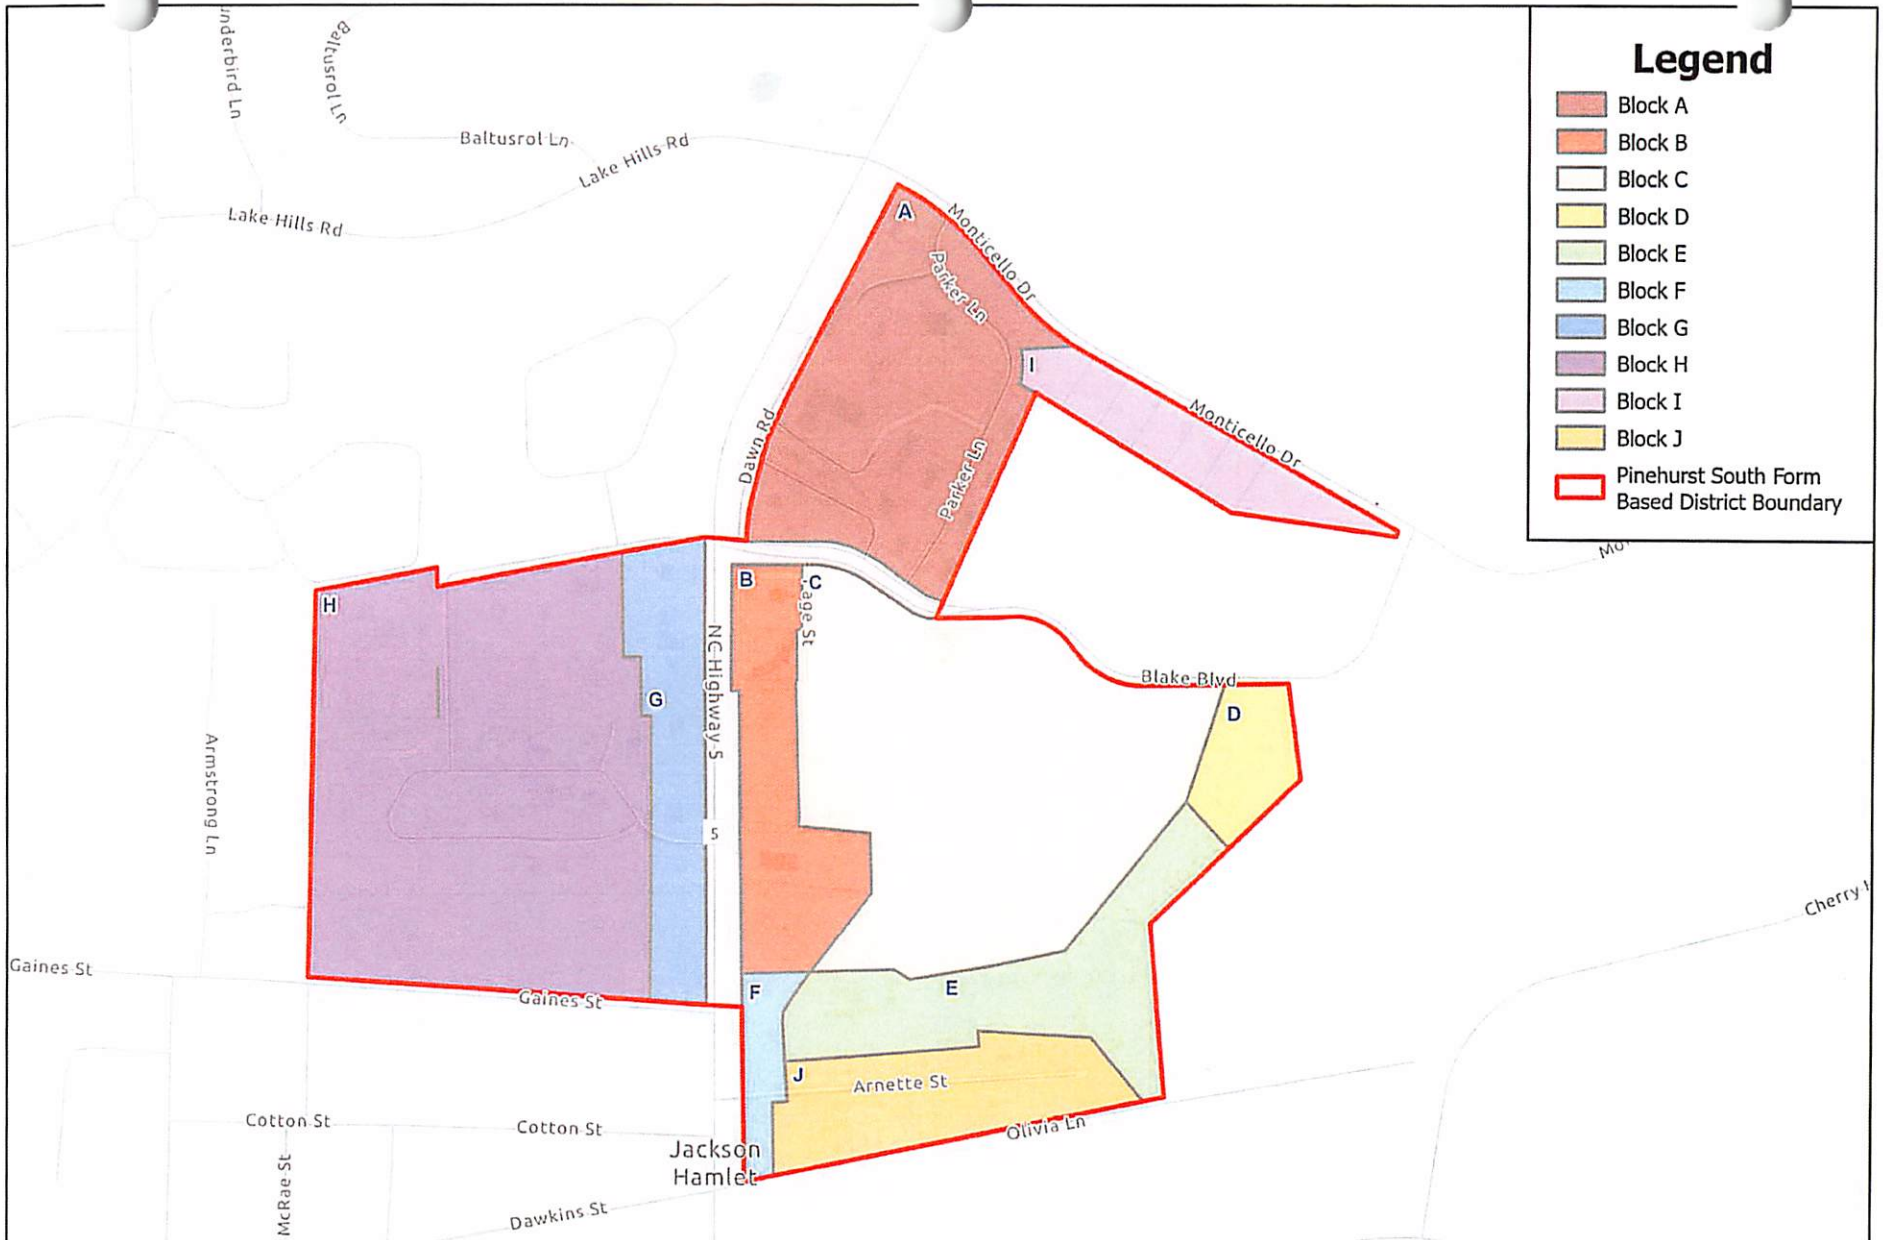 Legend
Block A
Block B
Block C
Block D
Block E
Block F
Block G
Block H
Block I
Block J
Pinehurst South Form
Based District Boundary
Baltusrol Ln
Baltusrol Ln
Lake Hills Rd
Lake Hills Rd
A
Monticello Dr
Parker Ln
I
Monticello Dr
Dawn Rd
Parker Ln
H
B
C
NC Highway 5
G
Blake Blvd
D
Armstrong Ln
5
Gaines St
Gaines St
F
E
J
Arnette St
Cotton St
Cotton St
Olivia Ln
Jackson
Hamlet
McRae St
Dawkins St
Cherry